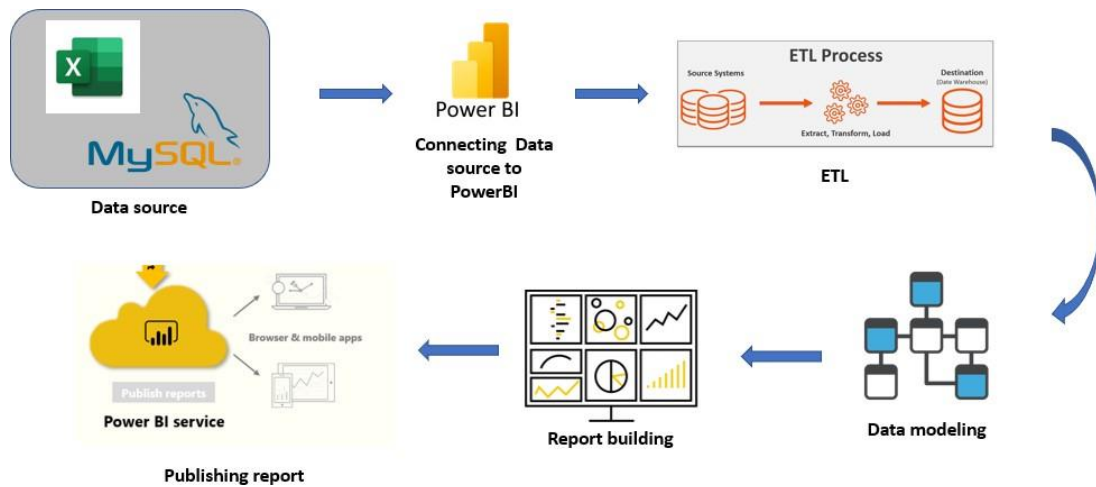 X
MySQL®
Data source
Power BI
Connecting Data
source to
PowerBI
ETL Process
Source Systems
Destination
(Date Warehouse)
Extract, Transform, Load
ETL
Data modeling
Report building
Browser & mobile apps
Publish reports
Power BI service
Publishing report